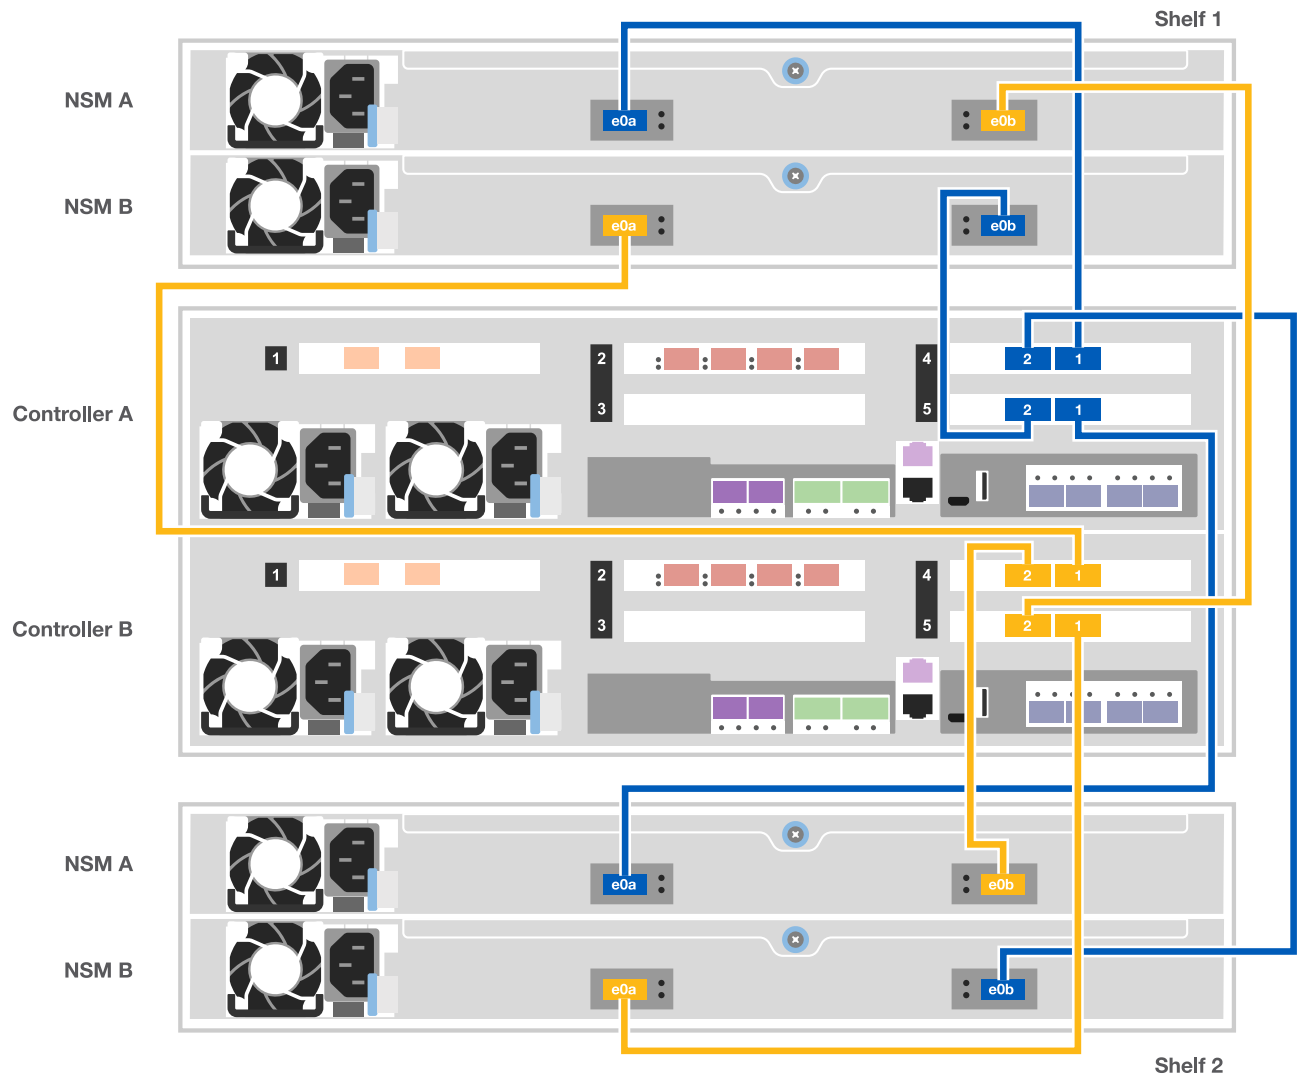 Shelf 1
NSM A
e0a
e0b
NSM B
e0a
e0b
1
2
4
2 1
Controller A
3
5
2 1
1
2
4
2 1
Controller B
3
5
2 1
NSM A
e0a
e0b
NSM B
e0a
e0b
Shelf 2